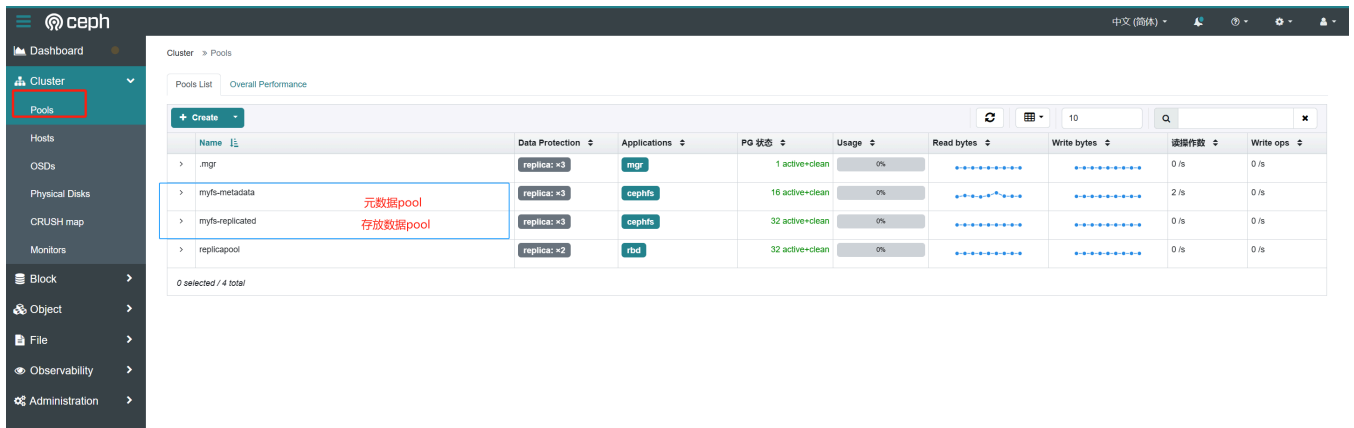 ceph
中文 (简体)
Dashboard
Cluster
Pools
Hosts
OSDs
Physical Disks
CRUSH map
Monitors
Block
Object
File
Observability
Administration
Cluster » Pools
Pools List Overall Performance
+ Create 10
Name Data Protection Applications PG 状态 Usage Read bytes Write bytes 读操作数 Write ops
.mgr replica: ×3 mgr 1 active+clean 0% 0 /s 0 /s
myfs-metadata 元数据pool replica: ×3 cephfs 16 active+clean 0% 2 /s 0 /s
myfs-replicated 存放数据pool replica: ×3 cephfs 32 active+clean 0% 0 /s 0 /s
replicapool replica: ×2 rbd 32 active+clean 0% 0 /s 0 /s
0 selected / 4 total